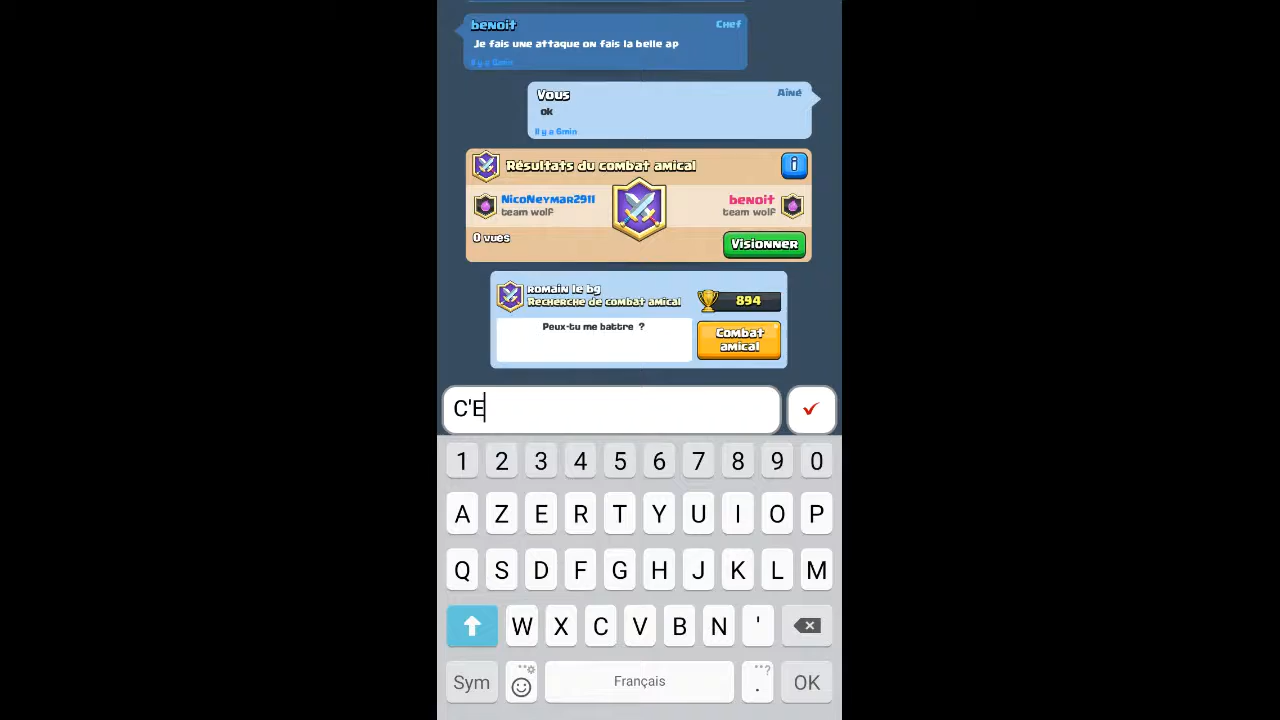 benoit
Chef
Je fais une attaque on fais la belle ap
Vous
Aîné
ok
Il y a 6min
Résultats du combat amical
i
NicoNeymar2911
benoit
team wolf
team wolf
0 vues
Visionner
Romain le bg
Recherche de combat amical
894
Peux-tu me battre ?
Combat
amical
C'E
1 2 3 4 5 6 7 8 9 0
A Z E R T Y U I O P
Q S D F G H J K L M
W X C V B N '
Sym
Français
. ?
OK